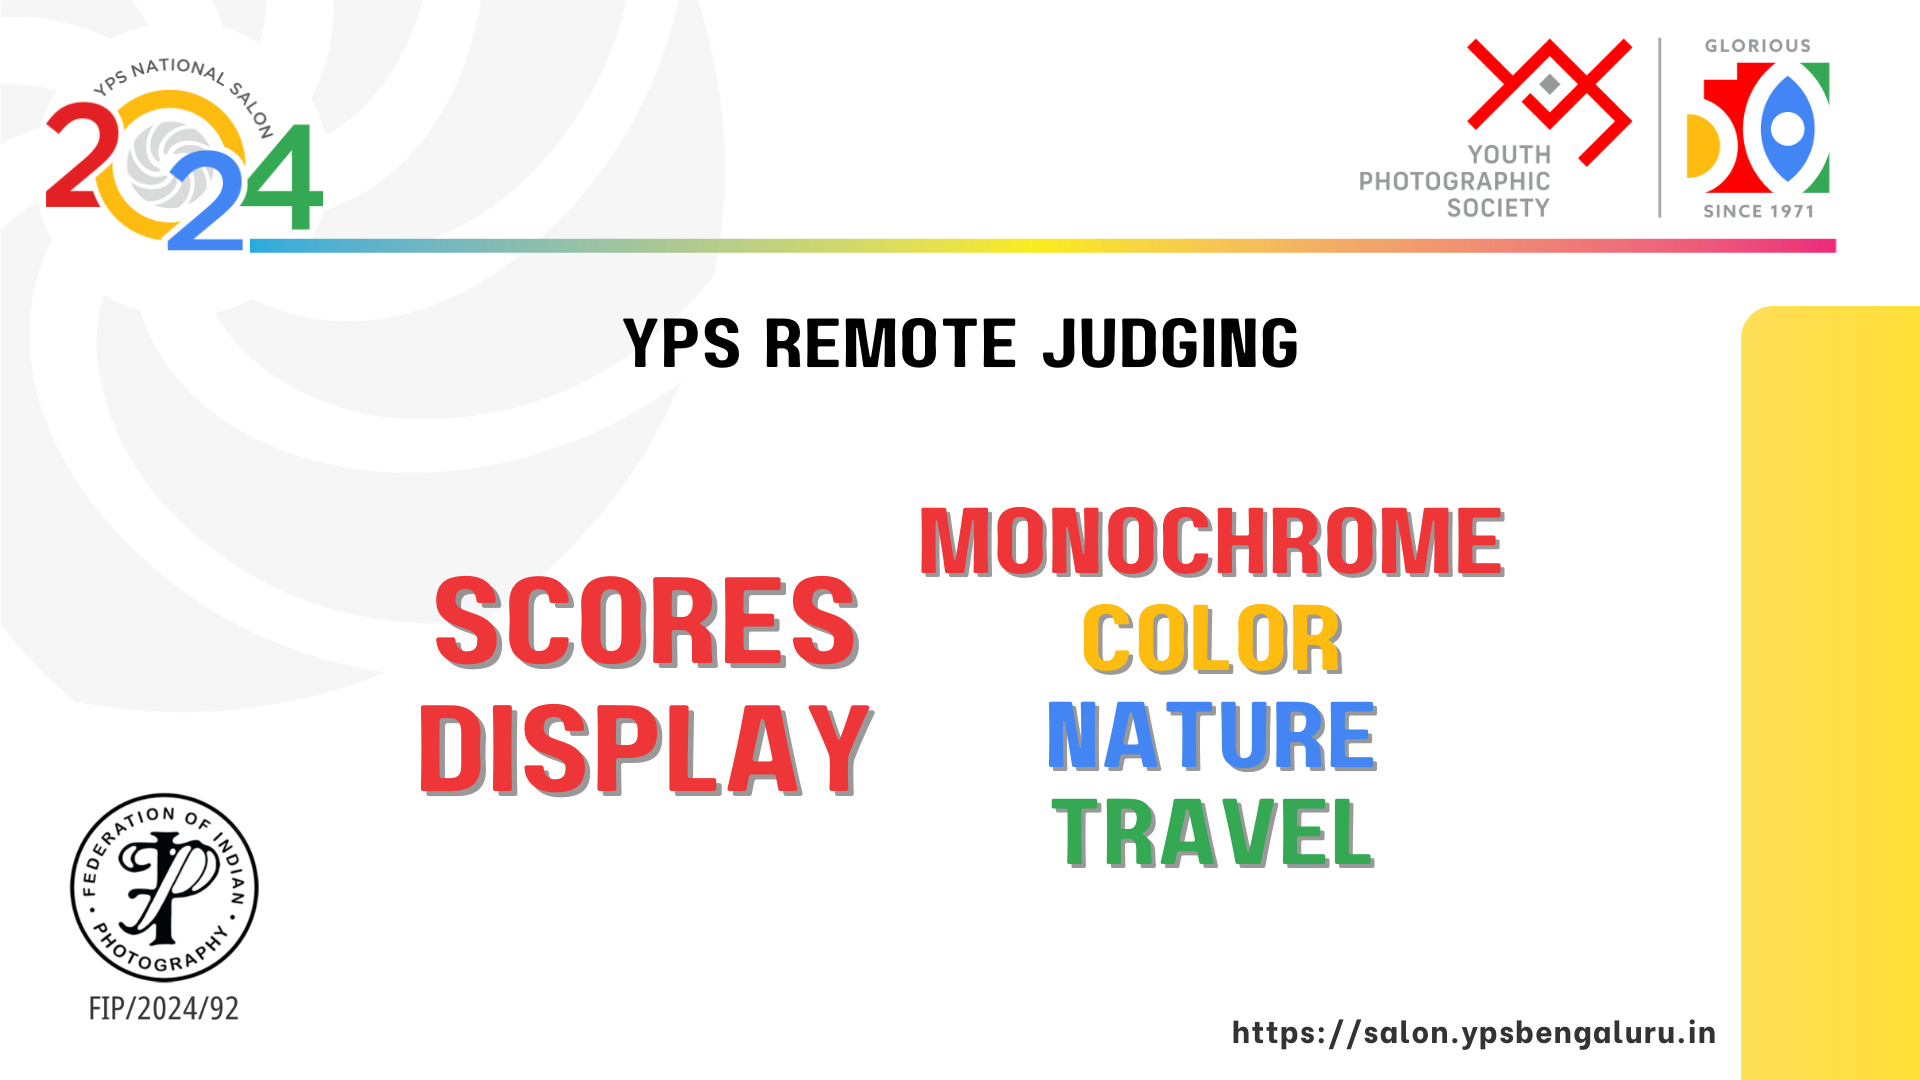 YPS NATIONAL SALON
2024
YOUTH
PHOTOGRAPHIC
SOCIETY
GLORIOUS
50
SINCE 1971
YPS REMOTE JUDGING
SCORES
DISPLAY
MONOCHROME
COLOR
NATURE
TRAVEL
FEDERATION OF INDIAN
PHOTOGRAPHY
FIP/2024/92
https://salon.ypsbengaluru.in